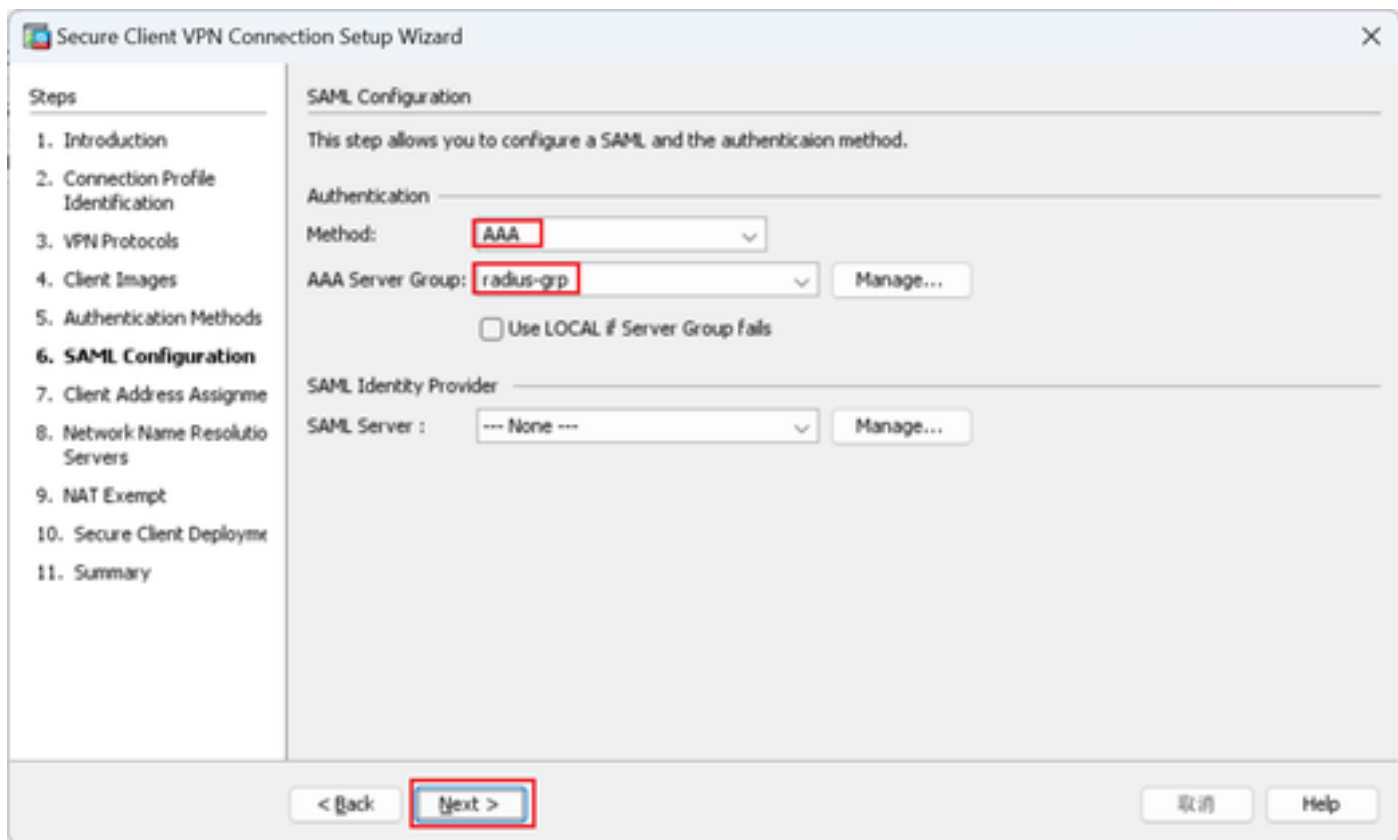 Secure Client VPN Connection Setup Wizard
Steps
1. Introduction
2. Connection Profile
Identification
3. VPN Protocols
4. Client Images
5. Authentication Methods
6. SAML Configuration
7. Client Address Assignme
8. Network Name Resolutio
Servers
9. NAT Exempt
10. Secure Client Deployme
11. Summary
SAML Configuration
This step allows you to configure a SAML and the authenticaion method.
Authentication
Method: AAA
AAA Server Group: radius-grp Manage...
Use LOCAL if Server Group fails
SAML Identity Provider
SAML Server : --- None --- Manage...
< Back Next > 取消 Help